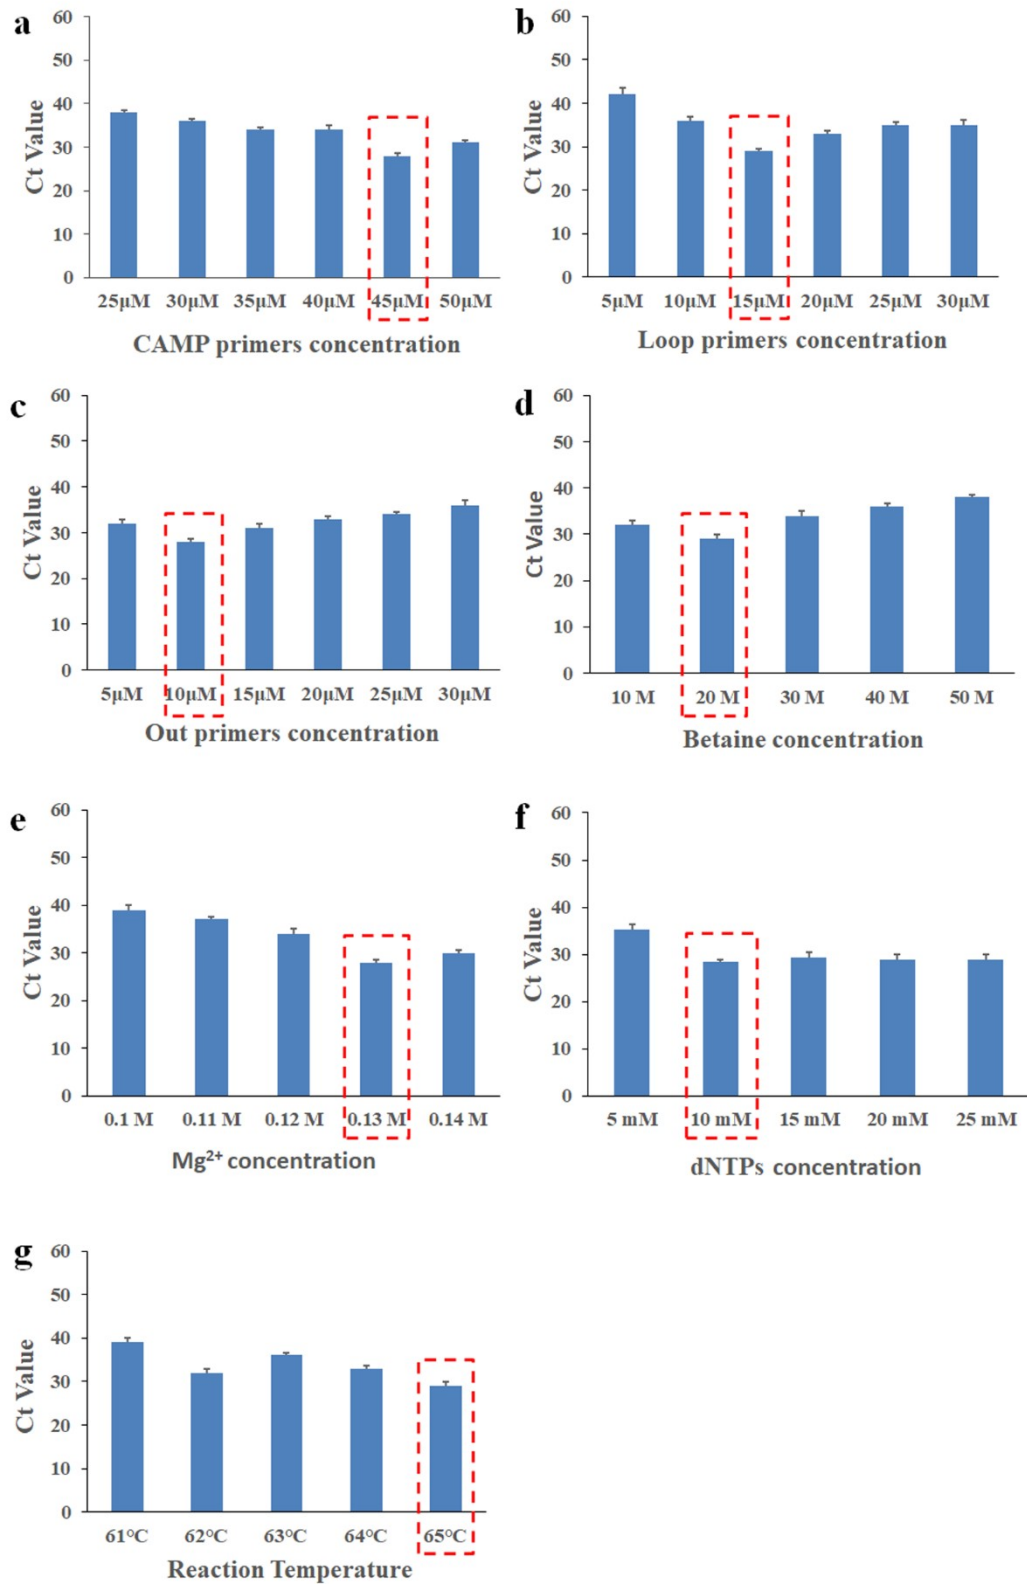 a
60
50
40
30
20
10
0
Ct Value
25μM 30μM 35μM 40μM 45μM 50μM
CAMP primers concentration
b
60
50
40
30
20
10
0
Ct Value
5μM 10μM 15μM 20μM 25μM 30μM
Loop primers concentration
c
60
50
40
30
20
10
0
Ct Value
5μM 10μM 15μM 20μM 25μM 30μM
Out primers concentration
d
60
50
40
30
20
10
0
Ct Value
10 M 20 M 30 M 40 M 50 M
Betaine concentration
e
60
50
40
30
20
10
0
Ct Value
0.1 M 0.11 M 0.12 M 0.13 M 0.14 M
Mg²⁺ concentration
f
60
50
40
30
20
10
0
Ct Value
5 mM 10 mM 15 mM 20 mM 25 mM
dNTPs concentration
g
60
50
40
30
20
10
0
Ct Value
61°C 62°C 63°C 64°C 65°C
Reaction Temperature